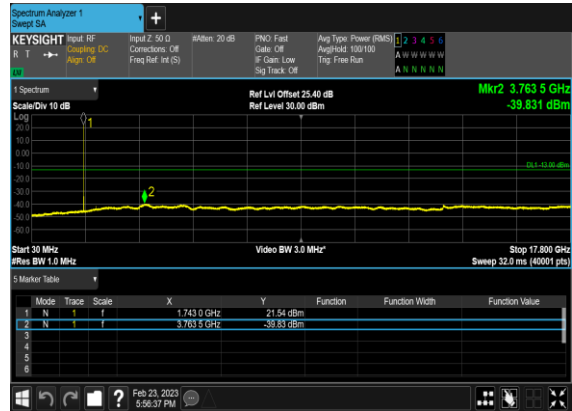 Spectrum Analyzer 1
Swept SA
KEYSIGHT Input: RF Input Z: 50 Ω #Atten: 20 dB PNO: Fast Avg Type: Power (RMS) 1 2 3 4 5 6
R T Coupling: DC Corrections: Off Gate: Off Avg|Hold: 100/100 A W W W W W
Align: Off Freq Ref: Int (S) IF Gain: Low Trig: Free Run
LW Sig Track: Off A N N N N N
1 Spectrum Ref Lvl Offset 25.40 dB Mkr2 3.763 5 GHz
Scale/Div 10 dB Ref Level 30.00 dBm -39.831 dBm
Log
20.0
10.0
0.00
-10.0
-20.0
-30.0
-40.0
-50.0
-60.0
1
2
DL1 -13.00 dBm
Start 30 MHz Video BW 3.0 MHz* Stop 17.800 GHz
#Res BW 1.0 MHz Sweep 32.0 ms (40001 pts)
5 Marker Table
Mode Trace Scale X Y Function Function Width Function Value
1 N 1 f 1.743 0 GHz 21.54 dBm
2 N 1 f 3.763 5 GHz -39.83 dBm
3
4
5
6
? Feb 23, 2023
5:56:37 PM